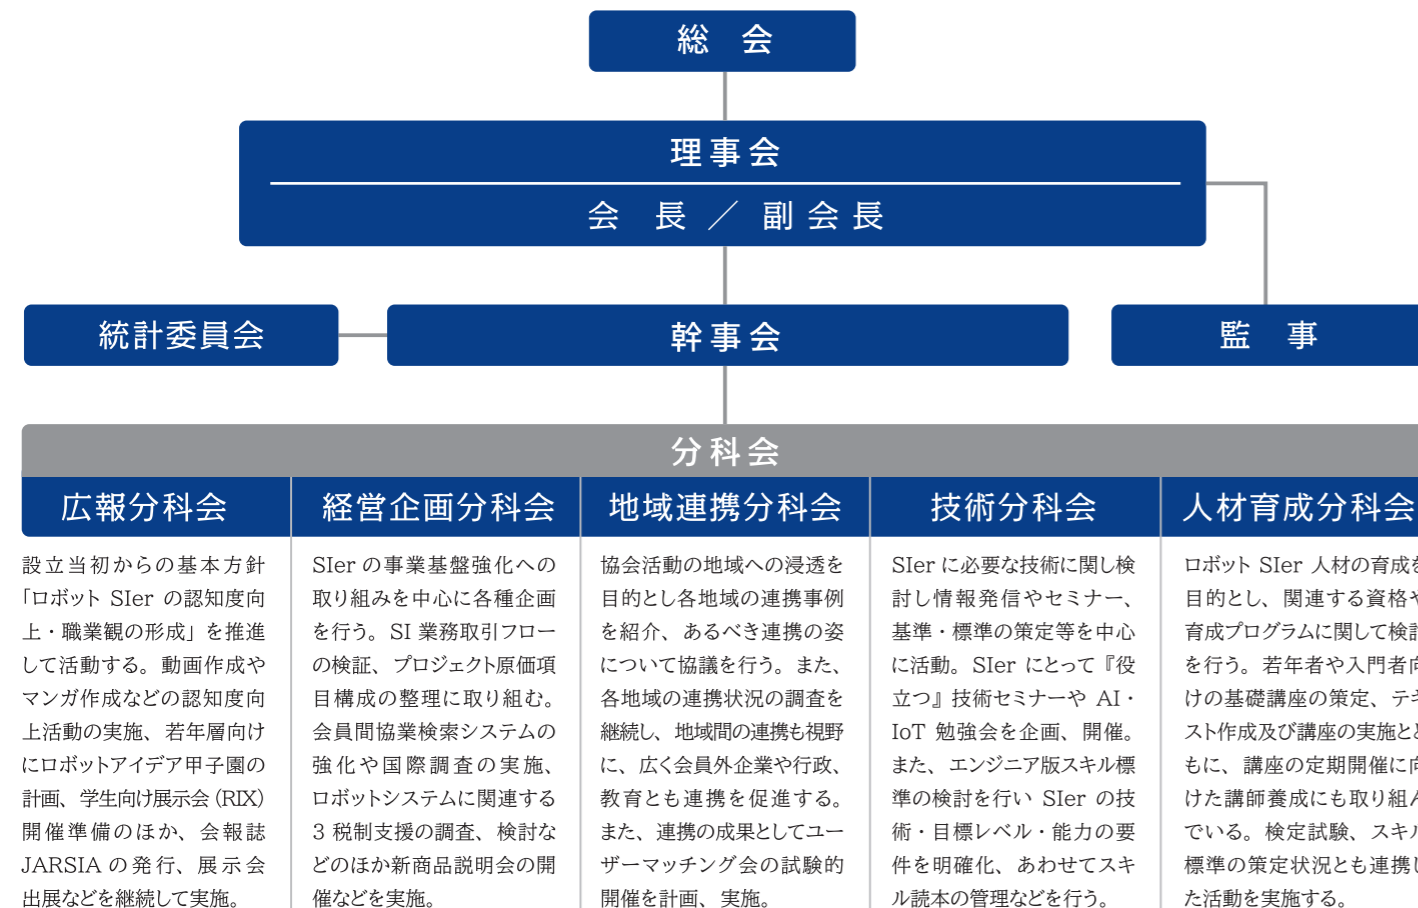 総　会
理事会
会　長 ／ 副会長
統計委員会
幹事会
監　事
分科会
広報分科会
設立当初からの基本方針
「ロボット SIer の認知度向
上・職業観の形成」を推進
して活動する。動画作成や
マンガ作成などの認知度向
上活動の実施、若年層向け
にロボットアイデア甲子園の
計画、学生向け展示会（RIX）
開催準備のほか、会報誌
JARSIA の発行、展示会
出展などを継続して実施。
経営企画分科会
SIer の事業基盤強化への
取り組みを中心に各種企画
を行う。SI 業務取引フロー
の検証、プロジェクト原価項
目構成の整理に取り組む。
会員間協業検索システムの
強化や国際調査の実施、
ロボットシステムに関連する
3 税制支援の調査、検討な
どのほか新商品説明会の開
催などを実施。
地域連携分科会
協会活動の地域への浸透を
目的とし各地域の連携事例
を紹介、あるべき連携の姿
について協議を行う。また、
各地域の連携状況の調査を
継続し、地域間の連携も視野
に、広く会員外企業や行政、
教育とも連携を促進する。
また、連携の成果としてユー
ザーマッチング会の試験的
開催を計画、実施。
技術分科会
SIer に必要な技術に関し検
討し情報発信やセミナー、
基準・標準の策定等を中心
に活動。SIer にとって『役
立つ』技術セミナーや AI・
IoT 勉強会を企画、開催。
また、エンジニア版スキル標
準の検討を行い SIer の技
術・目標レベル・能力の要
件を明確化、あわせてスキ
ル読本の管理などを行う。
人材育成分科会
ロボット SIer 人材の育成を
目的とし、関連する資格や
育成プログラムに関して検討
を行う。若年者や入門者向
けの基礎講座の策定、テキ
スト作成及び講座の実施とと
もに、講座の定期開催に向
けた講師養成にも取り組ん
でいる。検定試験、スキル
標準の策定状況とも連携し
た活動を実施する。